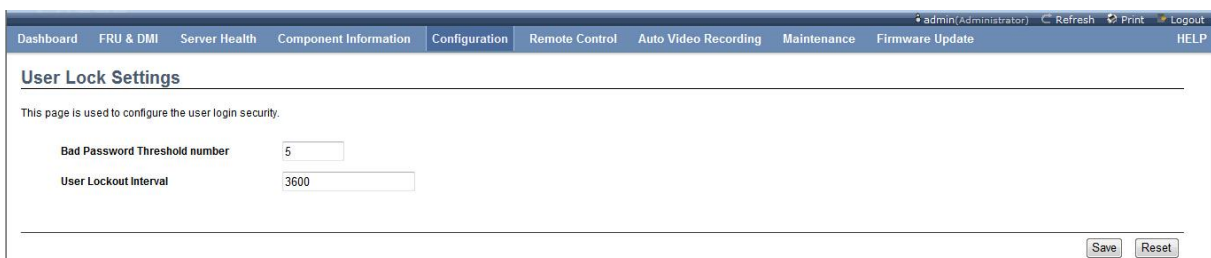 admin(Administrator) Refresh Print Logout
Dashboard FRU & DMI Server Health Component Information Configuration Remote Control Auto Video Recording Maintenance Firmware Update HELP
User Lock Settings
This page is used to configure the user login security.
Bad Password Threshold number 5
User Lockout Interval 3600
Save Reset